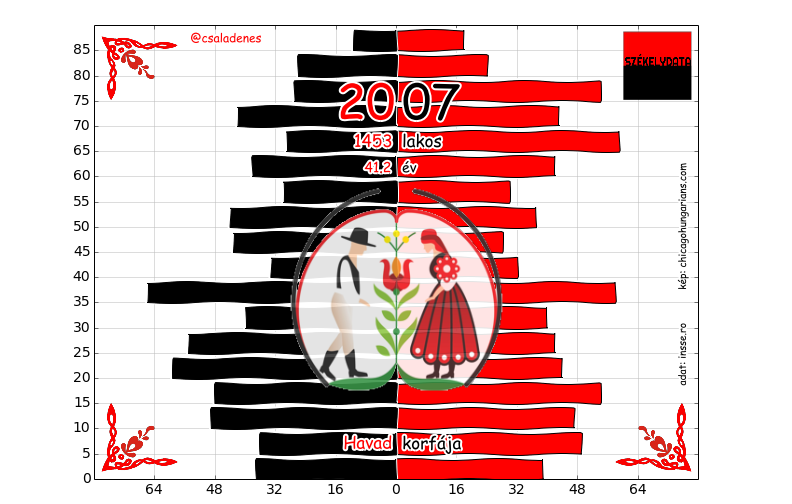 @csaladenes
SZÉKELYDATA
2007
1453 lakos
41,2 év
kép: chicagohungarians.com
adat: insse.ro
Havad korfája
85
80
75
70
65
60
55
50
45
40
35
30
25
20
15
10
5
0
64 48 32 16 0 16 32 48 64